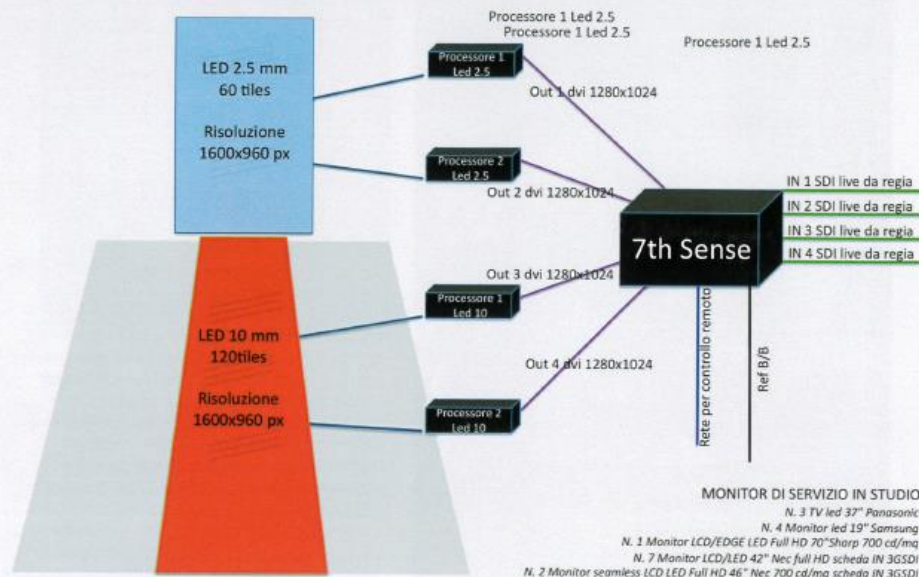 Processore 1 Led 2.5
Processore 1 Led 2.5
Processore 1 Led 2.5
LED 2.5 mm
60 tiles
Risoluzione
1600x960 px
Processore 1
Led 2.5
Out 1 dvi 1280x1024
Processore 2
Led 2.5
Out 2 dvi 1280x1024
7th Sense
IN 1 SDI live da regia
IN 2 SDI live da regia
IN 3 SDI live da regia
IN 4 SDI live da regia
Out 3 dvi 1280x1024
Processore 1
Led 10
LED 10 mm
120tiles
Risoluzione
1600x960 px
Out 4 dvi 1280x1024
Processore 2
Led 10
Rete per controllo remoto
Ref B/B
MONITOR DI SERVIZIO IN STUDIO
N. 3 TV led 37" Panasonic
N. 4 Monitor led 19" Samsung
N. 1 Monitor LCD/EDGE LED Full HD 70"Sharp 700 cd/mq
N. 7 Monitor LCD/LED 42" Nec full HD scheda IN 3GSDI
N. 2 Monitor seamless LCD LED Full HD 46" Nec 700 cd/mq scheda IN 3GSDI